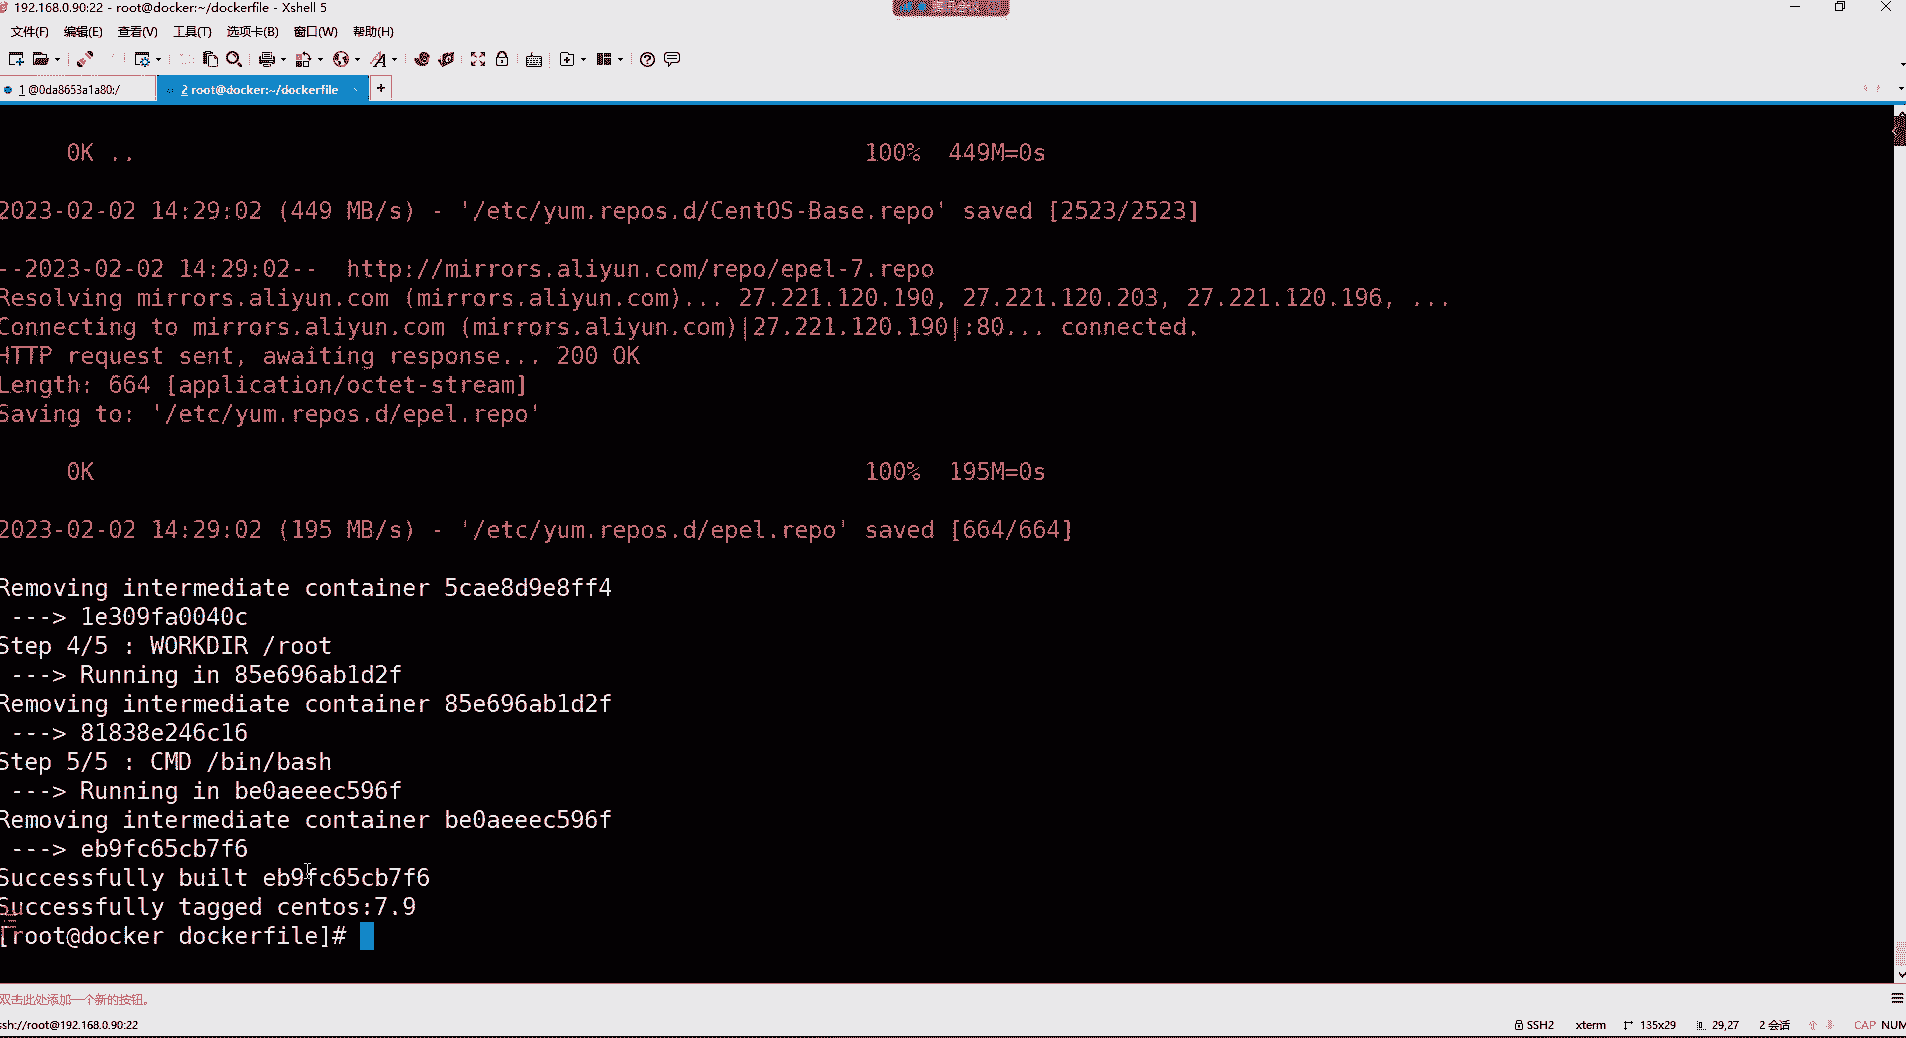 192.168.0.90:22 - root@docker:~/dockerfile - Xshell 5
文件(F) 编辑(E) 查看(V) 工具(T) 选项卡(B) 窗口(W) 帮助(H)
1 @0da8653a1a80:/ 2 root@docker:~/dockerfile
0K .. 100% 449M=0s
2023-02-02 14:29:02 (449 MB/s) - '/etc/yum.repos.d/CentOS-Base.repo' saved [2523/2523]
--2023-02-02 14:29:02-- http://mirrors.aliyun.com/repo/epel-7.repo
Resolving mirrors.aliyun.com (mirrors.aliyun.com)... 27.221.120.190, 27.221.120.203, 27.221.120.196, ...
Connecting to mirrors.aliyun.com (mirrors.aliyun.com)|27.221.120.190|:80... connected.
HTTP request sent, awaiting response... 200 OK
Length: 664 [application/octet-stream]
Saving to: '/etc/yum.repos.d/epel.repo'
0K 100% 195M=0s
2023-02-02 14:29:02 (195 MB/s) - '/etc/yum.repos.d/epel.repo' saved [664/664]
Removing intermediate container 5cae8d9e8ff4
---> 1e309fa0040c
Step 4/5 : WORKDIR /root
---> Running in 85e696ab1d2f
Removing intermediate container 85e696ab1d2f
---> 81838e246c16
Step 5/5 : CMD /bin/bash
---> Running in be0aeeec596f
Removing intermediate container be0aeeec596f
---> eb9fc65cb7f6
Successfully built eb9fc65cb7f6
Successfully tagged centos:7.9
[root@docker dockerfile]#
双击此处添加一个新的按钮。
ssh://root@192.168.0.90:22 SSH2 xterm 135x29 29,27 2 会话 CAP NUM